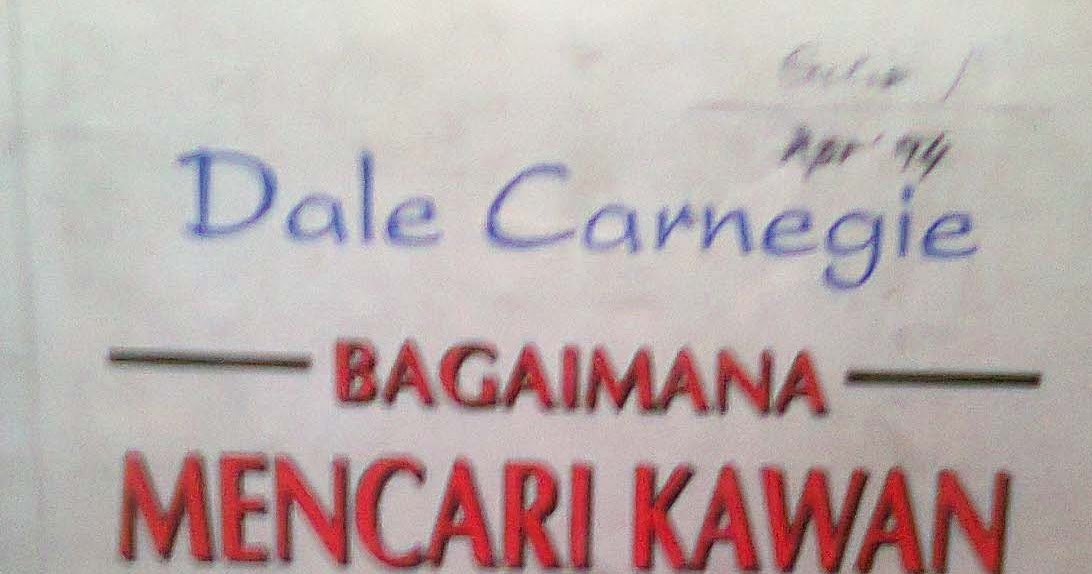 Apr '94
Dale Carnegie
BAGAIMANA
MENCARI KAWAN